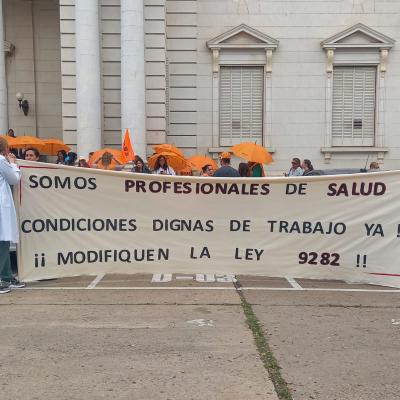 SOMOS PROFESIONALES DE SALUD
CONDICIONES DIGNAS DE TRABAJO YA !
¡¡ MODIFIQUEN LA LEY 9282 !!